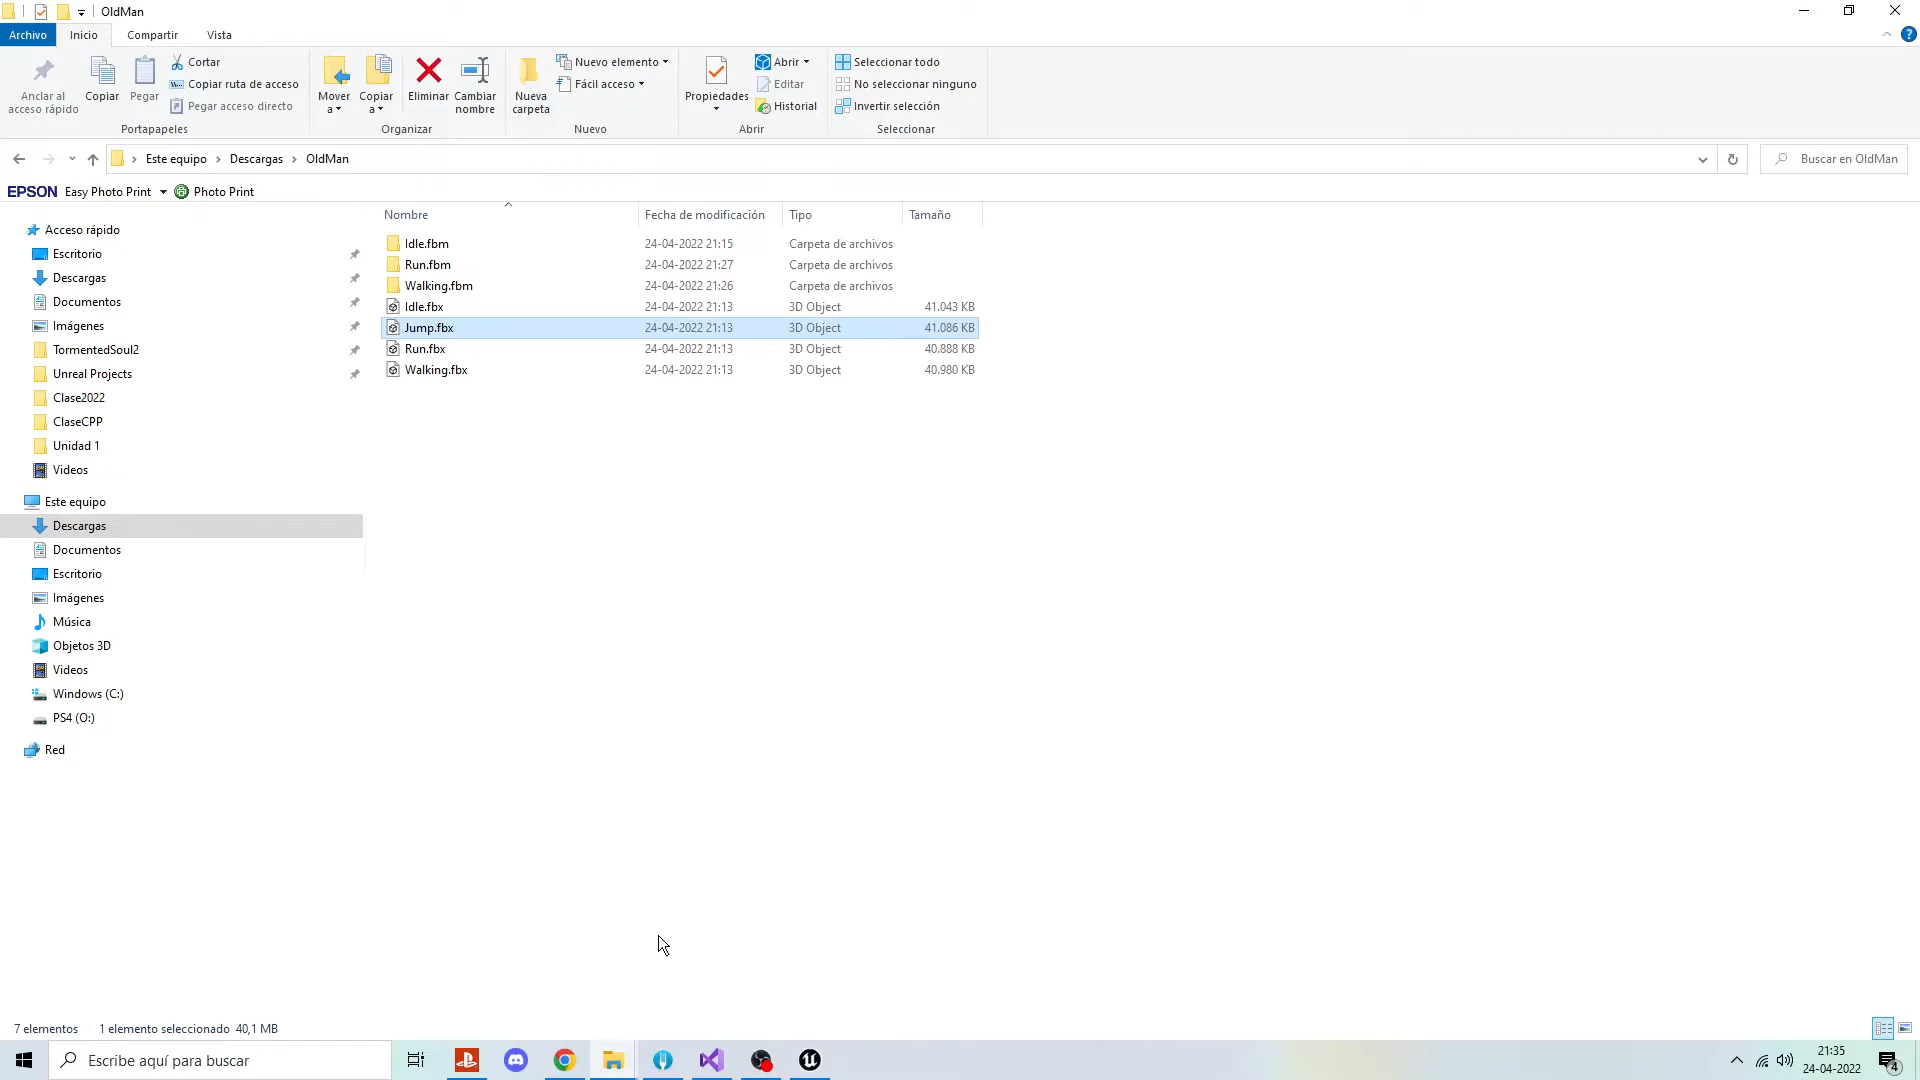 OldMan
Archivo Inicio Compartir Vista
Anclar al acceso rápido
Copiar
Pegar
Cortar
Copiar ruta de acceso
Pegar acceso directo
Portapapeles
Mover a
Copiar a
Eliminar
Cambiar nombre
Organizar
Nueva carpeta
Nuevo elemento
Fácil acceso
Nuevo
Propiedades
Abrir
Editar
Historial
Abrir
Seleccionar todo
No seleccionar ninguno
Invertir selección
Seleccionar
Este equipo Descargas OldMan
Buscar en OldMan
EPSON Easy Photo Print Photo Print
Nombre Fecha de modificación Tipo Tamaño
Idle.fbm 24-04-2022 21:15 Carpeta de archivos
Run.fbm 24-04-2022 21:27 Carpeta de archivos
Walking.fbm 24-04-2022 21:26 Carpeta de archivos
Idle.fbx 24-04-2022 21:13 3D Object 41.043 KB
Jump.fbx 24-04-2022 21:13 3D Object 41.086 KB
Run.fbx 24-04-2022 21:13 3D Object 40.888 KB
Walking.fbx 24-04-2022 21:13 3D Object 40.980 KB
Acceso rápido
Escritorio
Descargas
Documentos
Imágenes
TormentedSoul2
Unreal Projects
Clase2022
ClaseCPP
Unidad 1
Videos
Este equipo
Descargas
Documentos
Escritorio
Imágenes
Música
Objetos 3D
Videos
Windows (C:)
PS4 (O:)
Red
7 elementos 1 elemento seleccionado 40,1 MB
Escribe aquí para buscar
21:35
24-04-2022
4